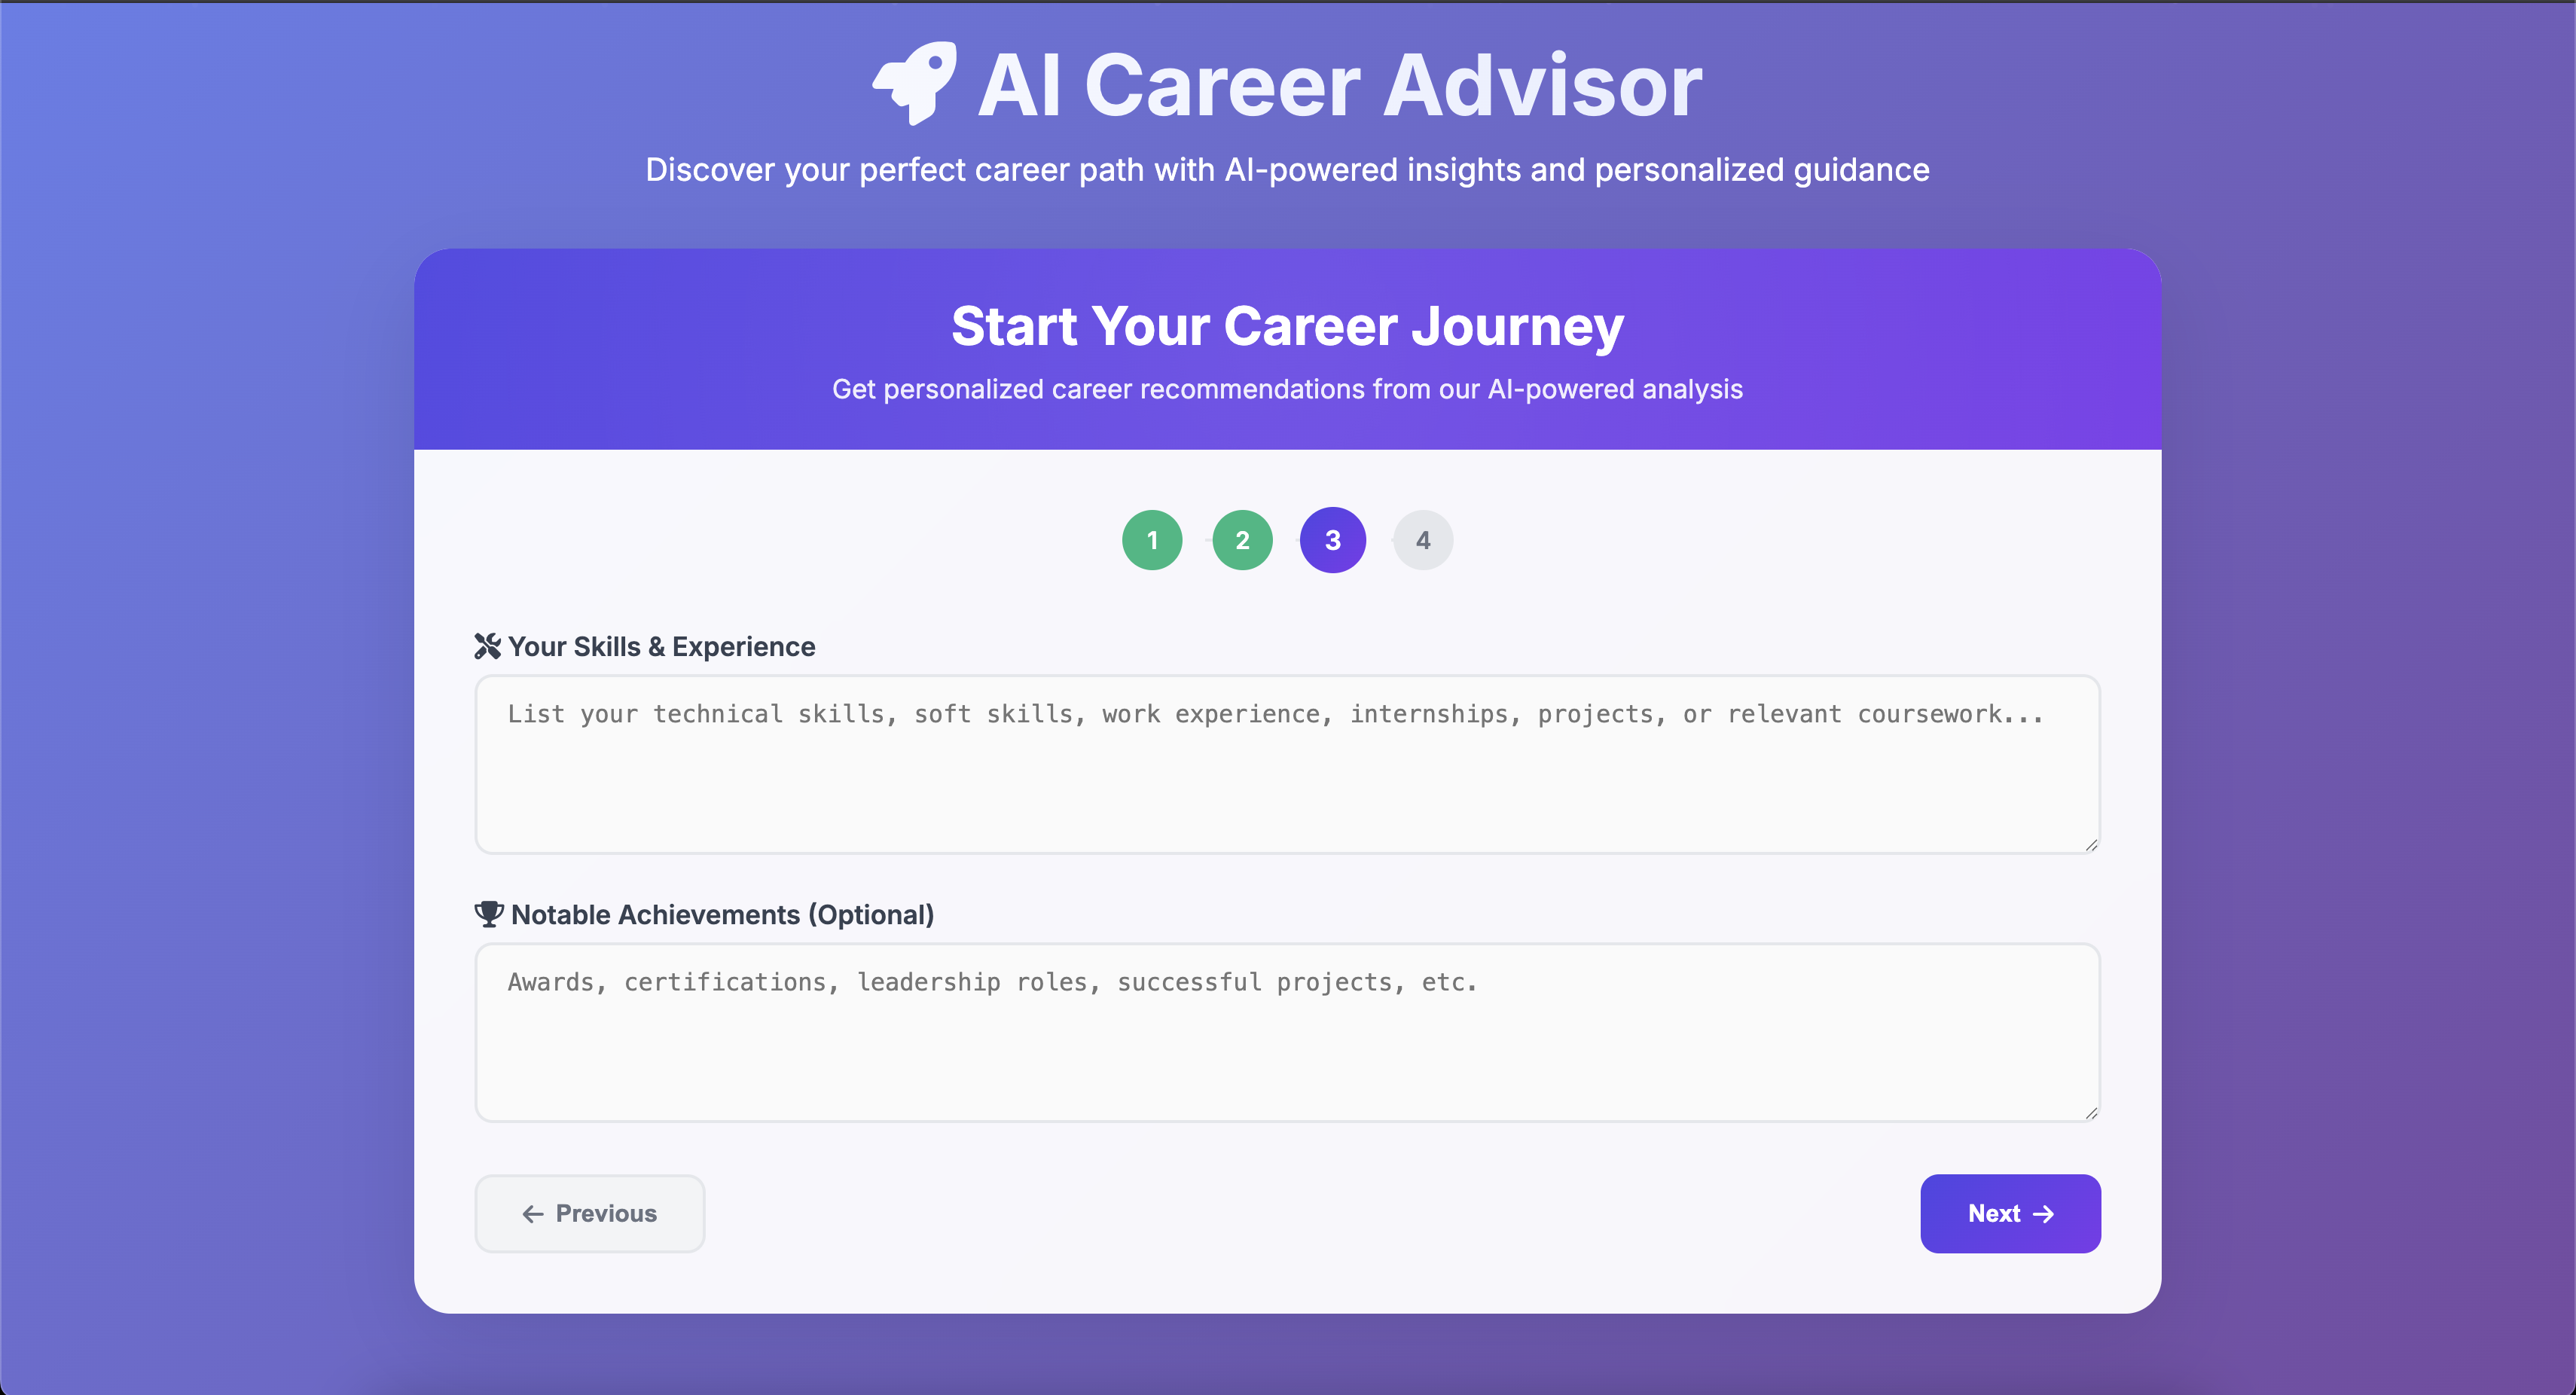 AI Career Advisor
Discover your perfect career path with AI-powered insights and personalized guidance
Start Your Career Journey
Get personalized career recommendations from our AI-powered analysis
1 2 3 4
Your Skills & Experience
List your technical skills, soft skills, work experience, internships, projects, or relevant coursework...
Notable Achievements (Optional)
Awards, certifications, leadership roles, successful projects, etc.
← Previous Next →